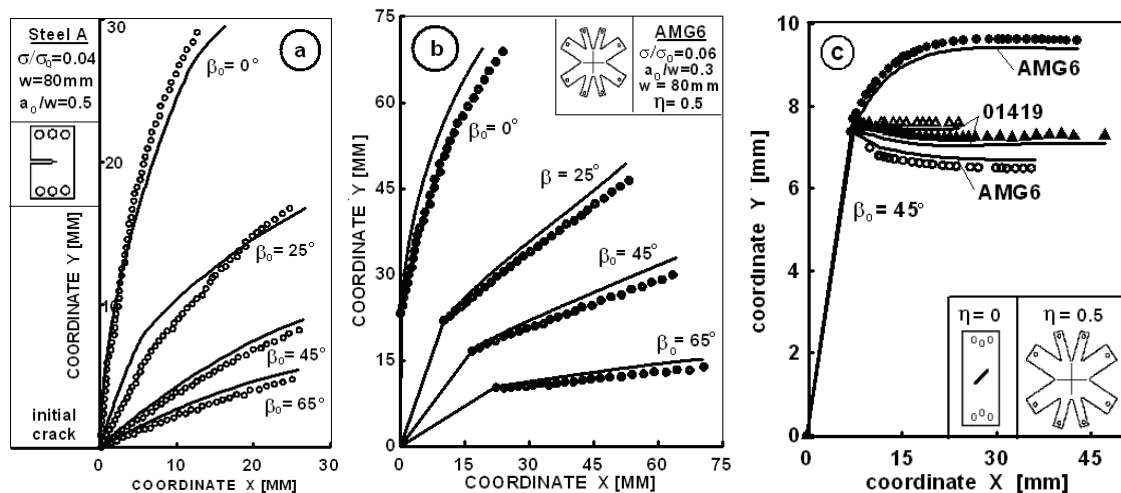 Steel A
σ/σ₀=0.04
w=80mm
a₀/w=0.5
initial
crack
a
30
20
10
0
0 10 20 30
COORDINATE Y [MM]
COORDINATE X [MM]
β₀= 0°
β₀= 25°
β₀= 45°
β₀= 65°
b
AMG6
σ/σ₀=0.06
a₀/w=0.3
w = 80mm
η= 0.5
75
60
45
30
15
0
0 15 30 45 60 75
COORDINATE Y [MM]
COORDINATE X [MM]
β₀= 0°
β = 25°
β₀= 45°
β₀= 65°
c
10
8
6
4
2
0
0 15 30 45
coordinate Y [mm]
coordinate X [mm]
AMG6
01419
AMG6
β₀= 45°
η = 0
η = 0.5